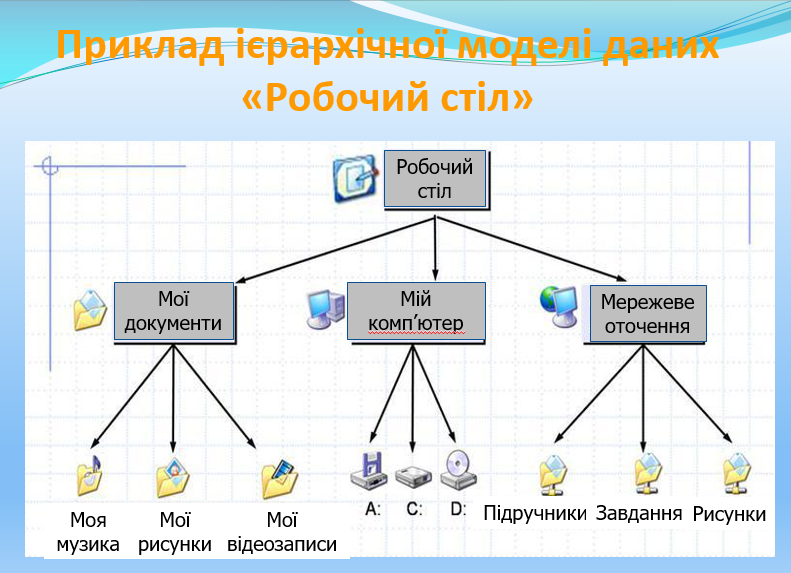 Приклад ієрархічної моделі даних
«Робочий стіл»
Робочий
стіл
Мої
документи
Мій
комп’ютер
Мережеве
оточення
Моя
музика
Мої
рисунки
Мої
відеозаписи
A:
C:
D:
Підручники
Завдання
Рисунки